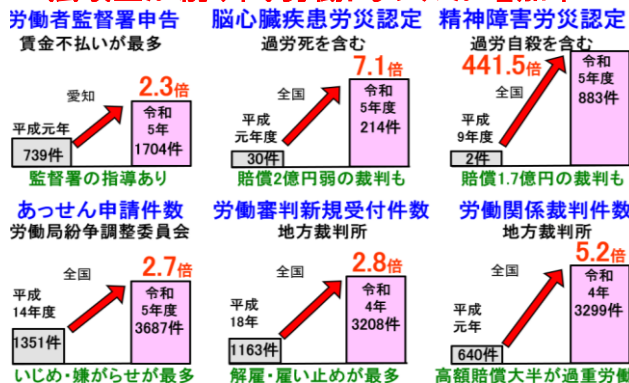 労働者監督署申告
賃金不払いが最多
愛知
2.3倍
平成元年
739件
令和
5年
1704件
監督署の指導あり
脳心臓疾患労災認定
過労死を含む
7.1倍
全国
平成
元年度
30件
令和
5年度
214件
賠償2億円弱の裁判も
精神障害労災認定
過労自殺を含む
441.5倍
全国
平成
9年度
2件
令和
5年度
883件
賠償1.7億円の裁判も
あっせん申請件数
労働局紛争調整委員会
2.7倍
全国
平成
14年度
1351件
令和
5年度
3687件
いじめ・嫌がらせが最多
労働審判新規受付件数
地方裁判所
2.8倍
全国
平成
18年
1163件
令和
4年
3208件
解雇・雇い止めが最多
労働関係裁判件数
地方裁判所
5.2倍
全国
平成
元年
640件
令和
4年
3299件
高額賠償大半が過重労働